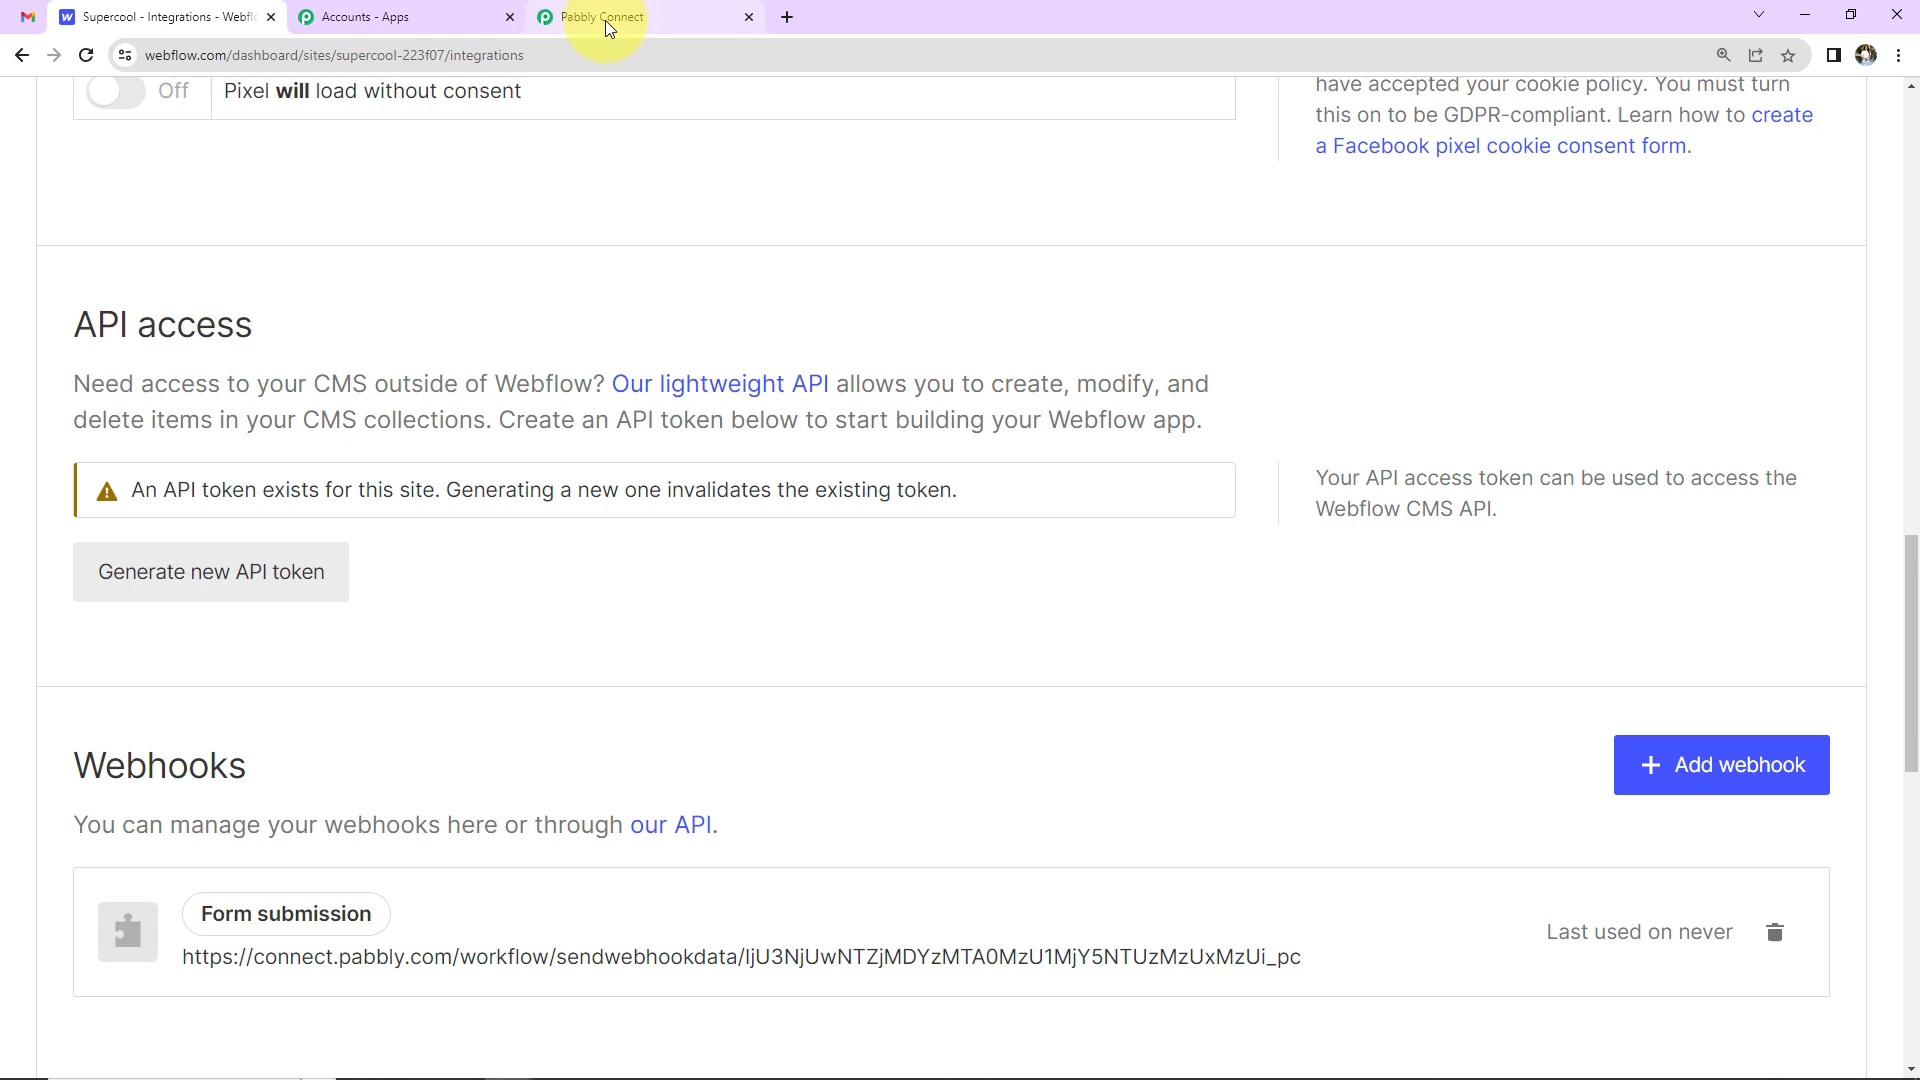 Supercool - Integrations - Webflo
Accounts - Apps
Pabbly Connect
webflow.com/dashboard/sites/supercool-223f07/integrations
Off
Pixel will load without consent
have accepted your cookie policy. You must turn
this on to be GDPR-compliant. Learn how to create
a Facebook pixel cookie consent form.
API access
Need access to your CMS outside of Webflow? Our lightweight API allows you to create, modify, and
delete items in your CMS collections. Create an API token below to start building your Webflow app.
An API token exists for this site. Generating a new one invalidates the existing token.
Your API access token can be used to access the
Webflow CMS API.
Generate new API token
Webhooks
+ Add webhook
You can manage your webhooks here or through our API.
Form submission
https://connect.pabbly.com/workflow/sendwebhookdata/IjU3NjUwNTZjMDYzMTA0MzU1MjY5NTUzMzUxMzUi_pc
Last used on never